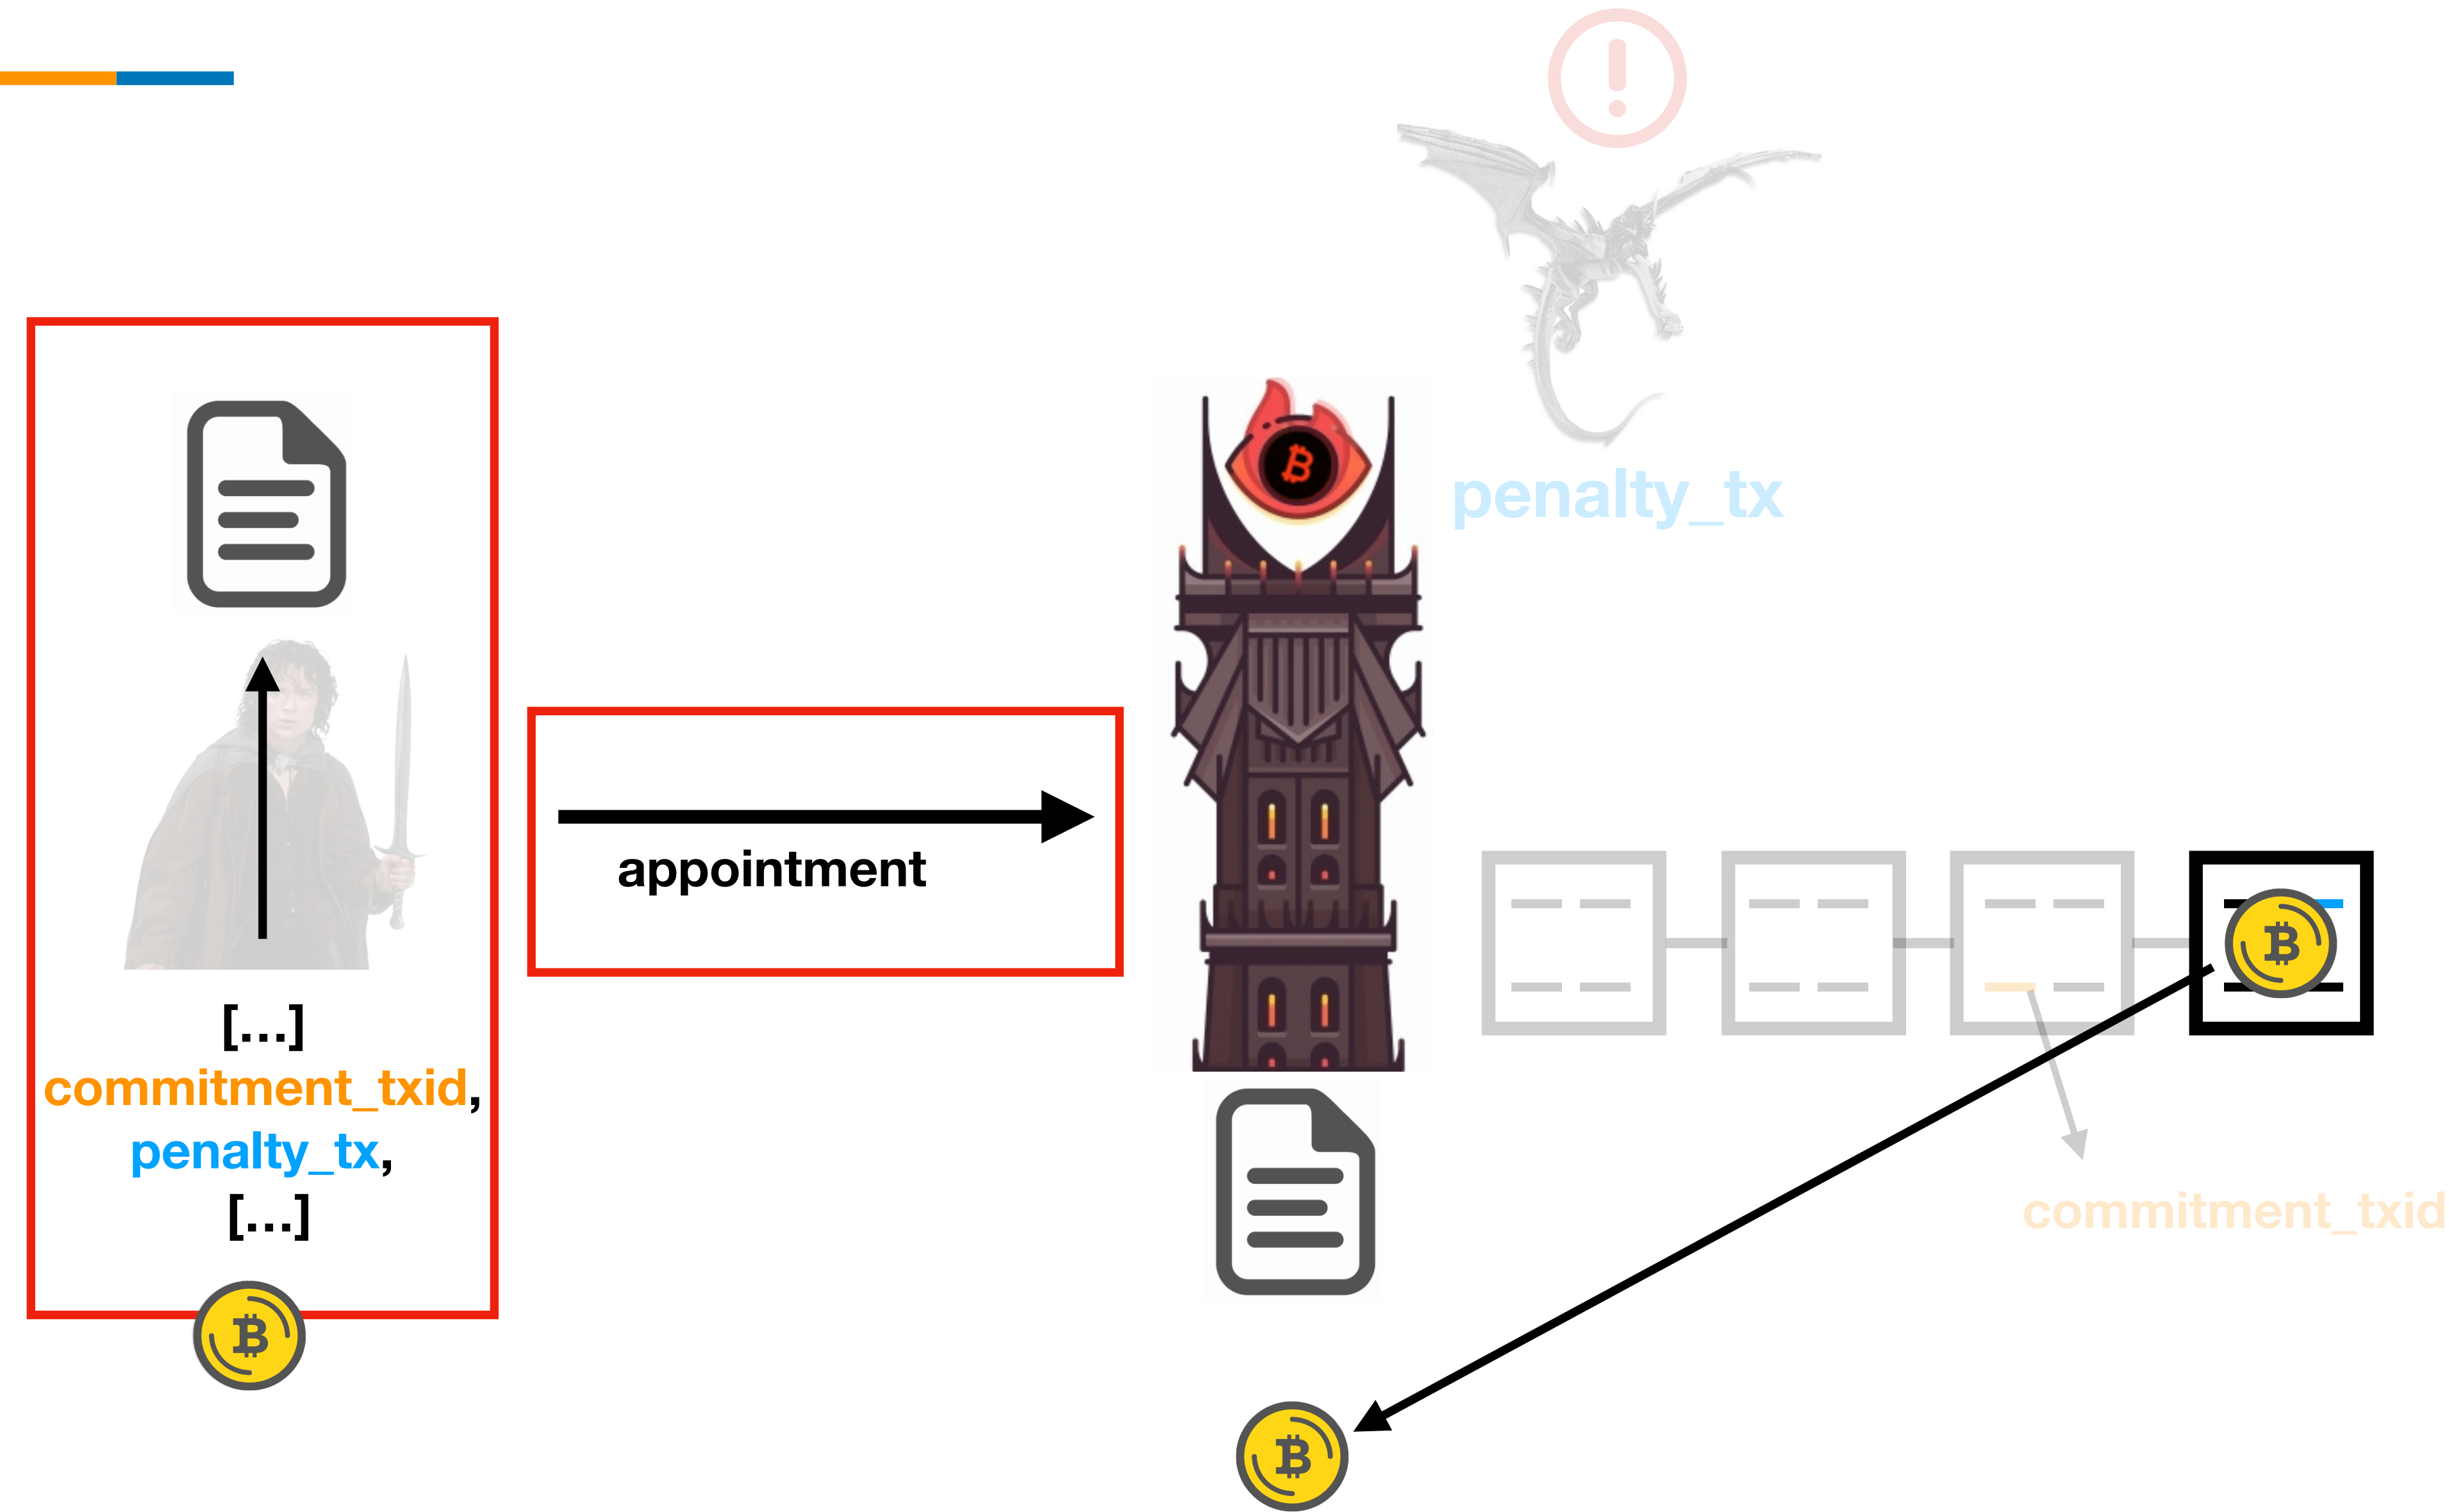 penalty_tx
appointment
[...]
commitment_txid,
penalty_tx,
[...]
commitment_txid